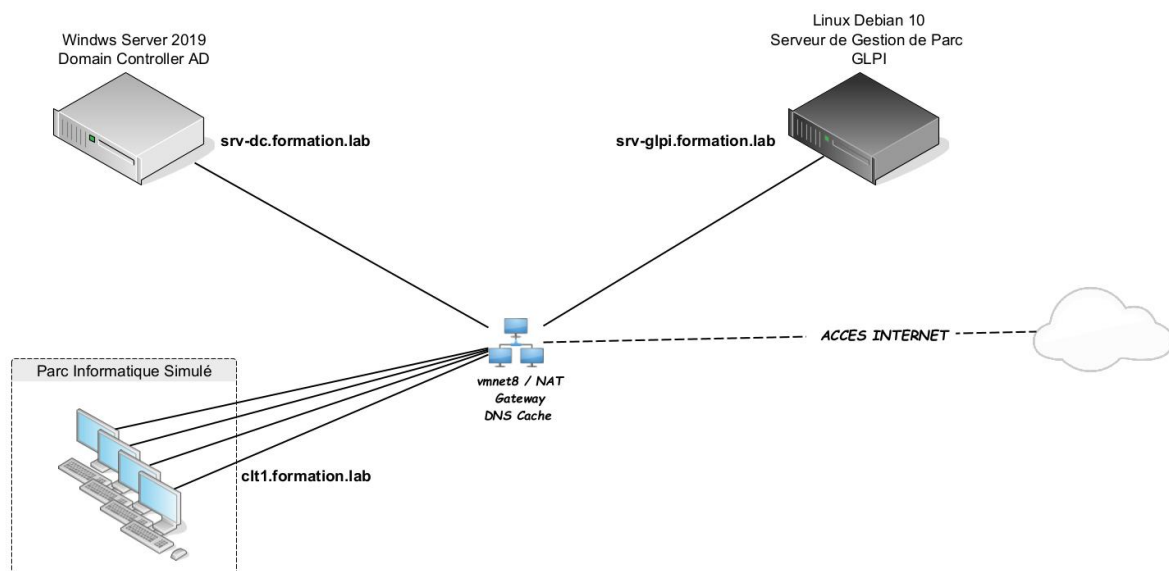 Windws Server 2019
Domain Controller AD
srv-dc.formation.lab
Linux Debian 10
Serveur de Gestion de Parc
GLPI
srv-glpi.formation.lab
ACCES INTERNET
vmnet8 / NAT
Gateway
DNS Cache
Parc Informatique Simulé
clt1.formation.lab